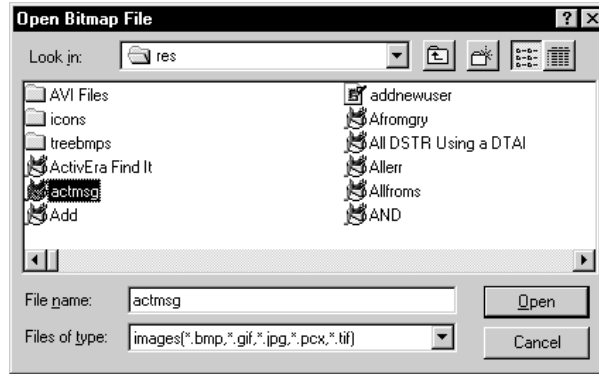 Open Bitmap File
Look in: res
AVI Files
icons
treebmps
ActivEra Find It
actmsg
Add
addnewuser
Afromgry
All DSTR Using a DTAI
Allerr
Allfroms
AND
File name: actmsg
Open
Files of type: images(*.bmp,*.gif,*.jpg,*.pcx,*.tif)
Cancel